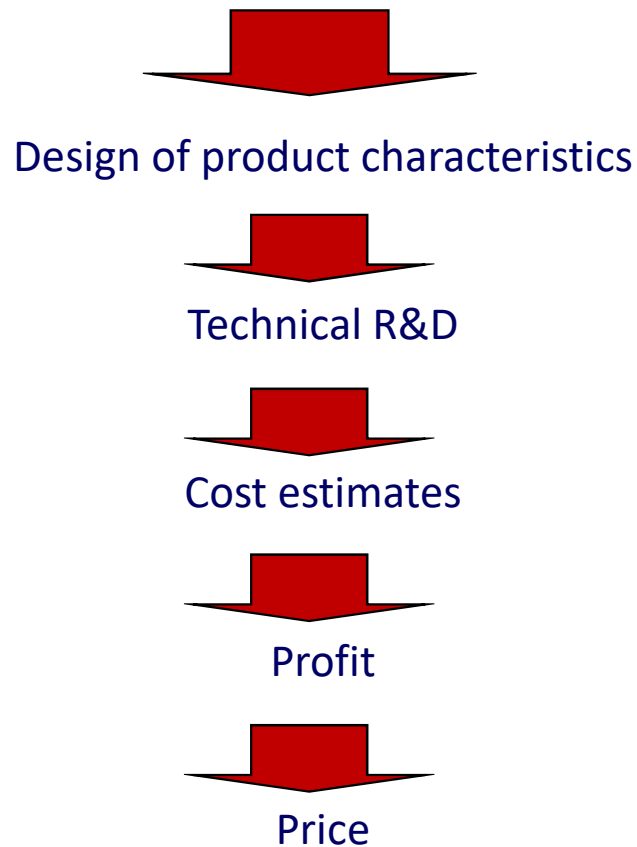 Design of product characteristics
Technical R&D
Cost estimates
Profit
Price